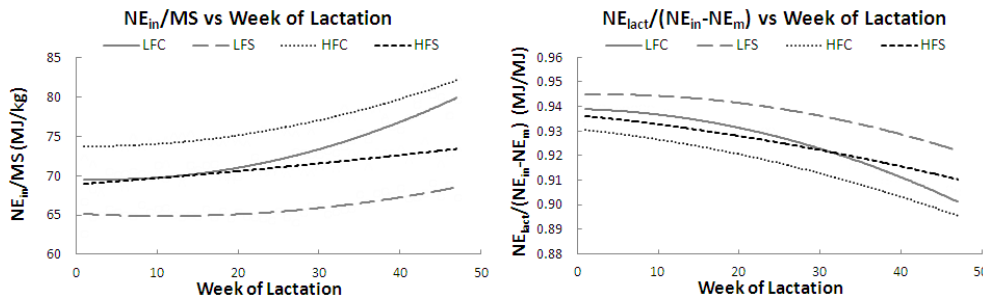 NEin/MS vs Week of Lactation
LFC LFS HFC HFS
NEin/MS (MJ/kg)
85
80
75
70
65
60
0 10 20 30 40 50
Week of Lactation
NElact/(NEin-NEm) vs Week of Lactation
LFC LFS HFC HFS
NElact/(NEin-NEm) (MJ/MJ)
0.96
0.95
0.94
0.93
0.92
0.91
0.90
0.89
0.88
0 10 20 30 40 50
Week of Lactation